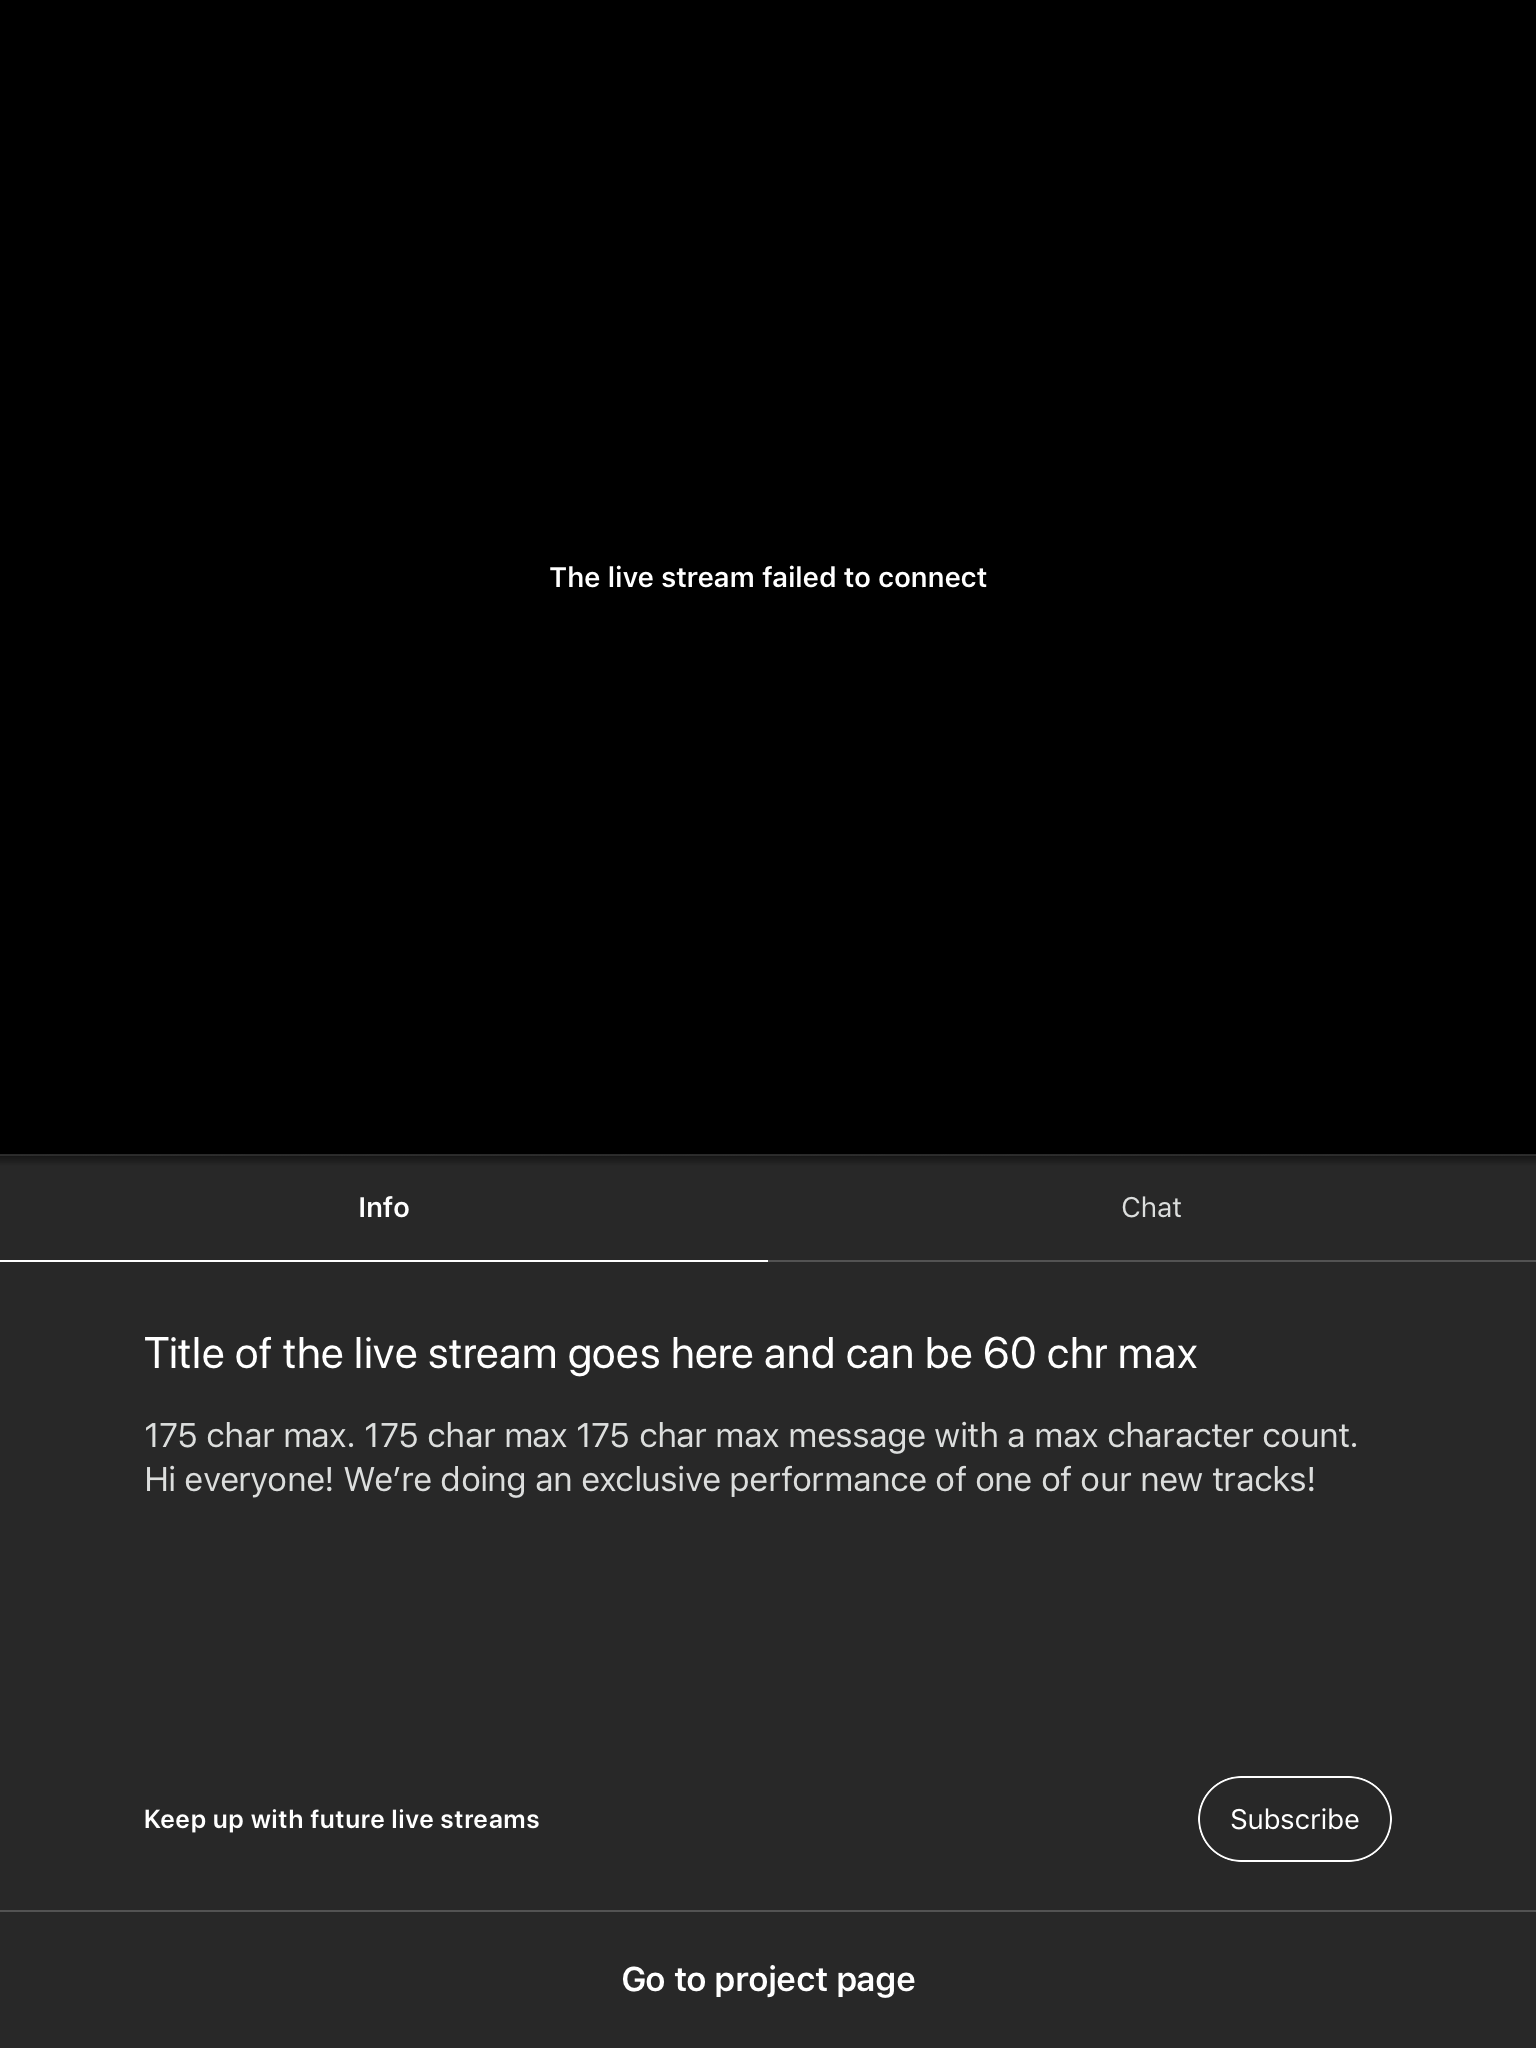 The live stream failed to connect
Info
Chat
Title of the live stream goes here and can be 60 chr max
175 char max. 175 char max 175 char max message with a max character count.
Hi everyone! We’re doing an exclusive performance of one of our new tracks!
Keep up with future live streams
Subscribe
Go to project page